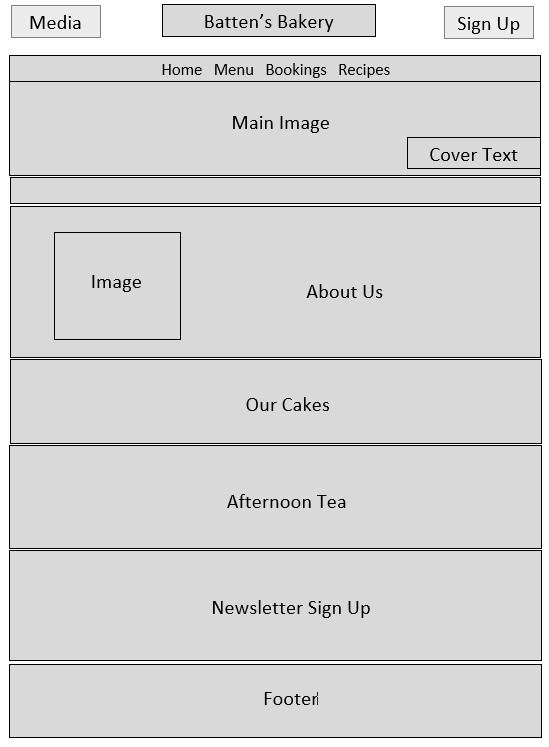 Media
Batten’s Bakery
Sign Up
Home Menu Bookings Recipes
Main Image
Cover Text
Image
About Us
Our Cakes
Afternoon Tea
Newsletter Sign Up
Footer